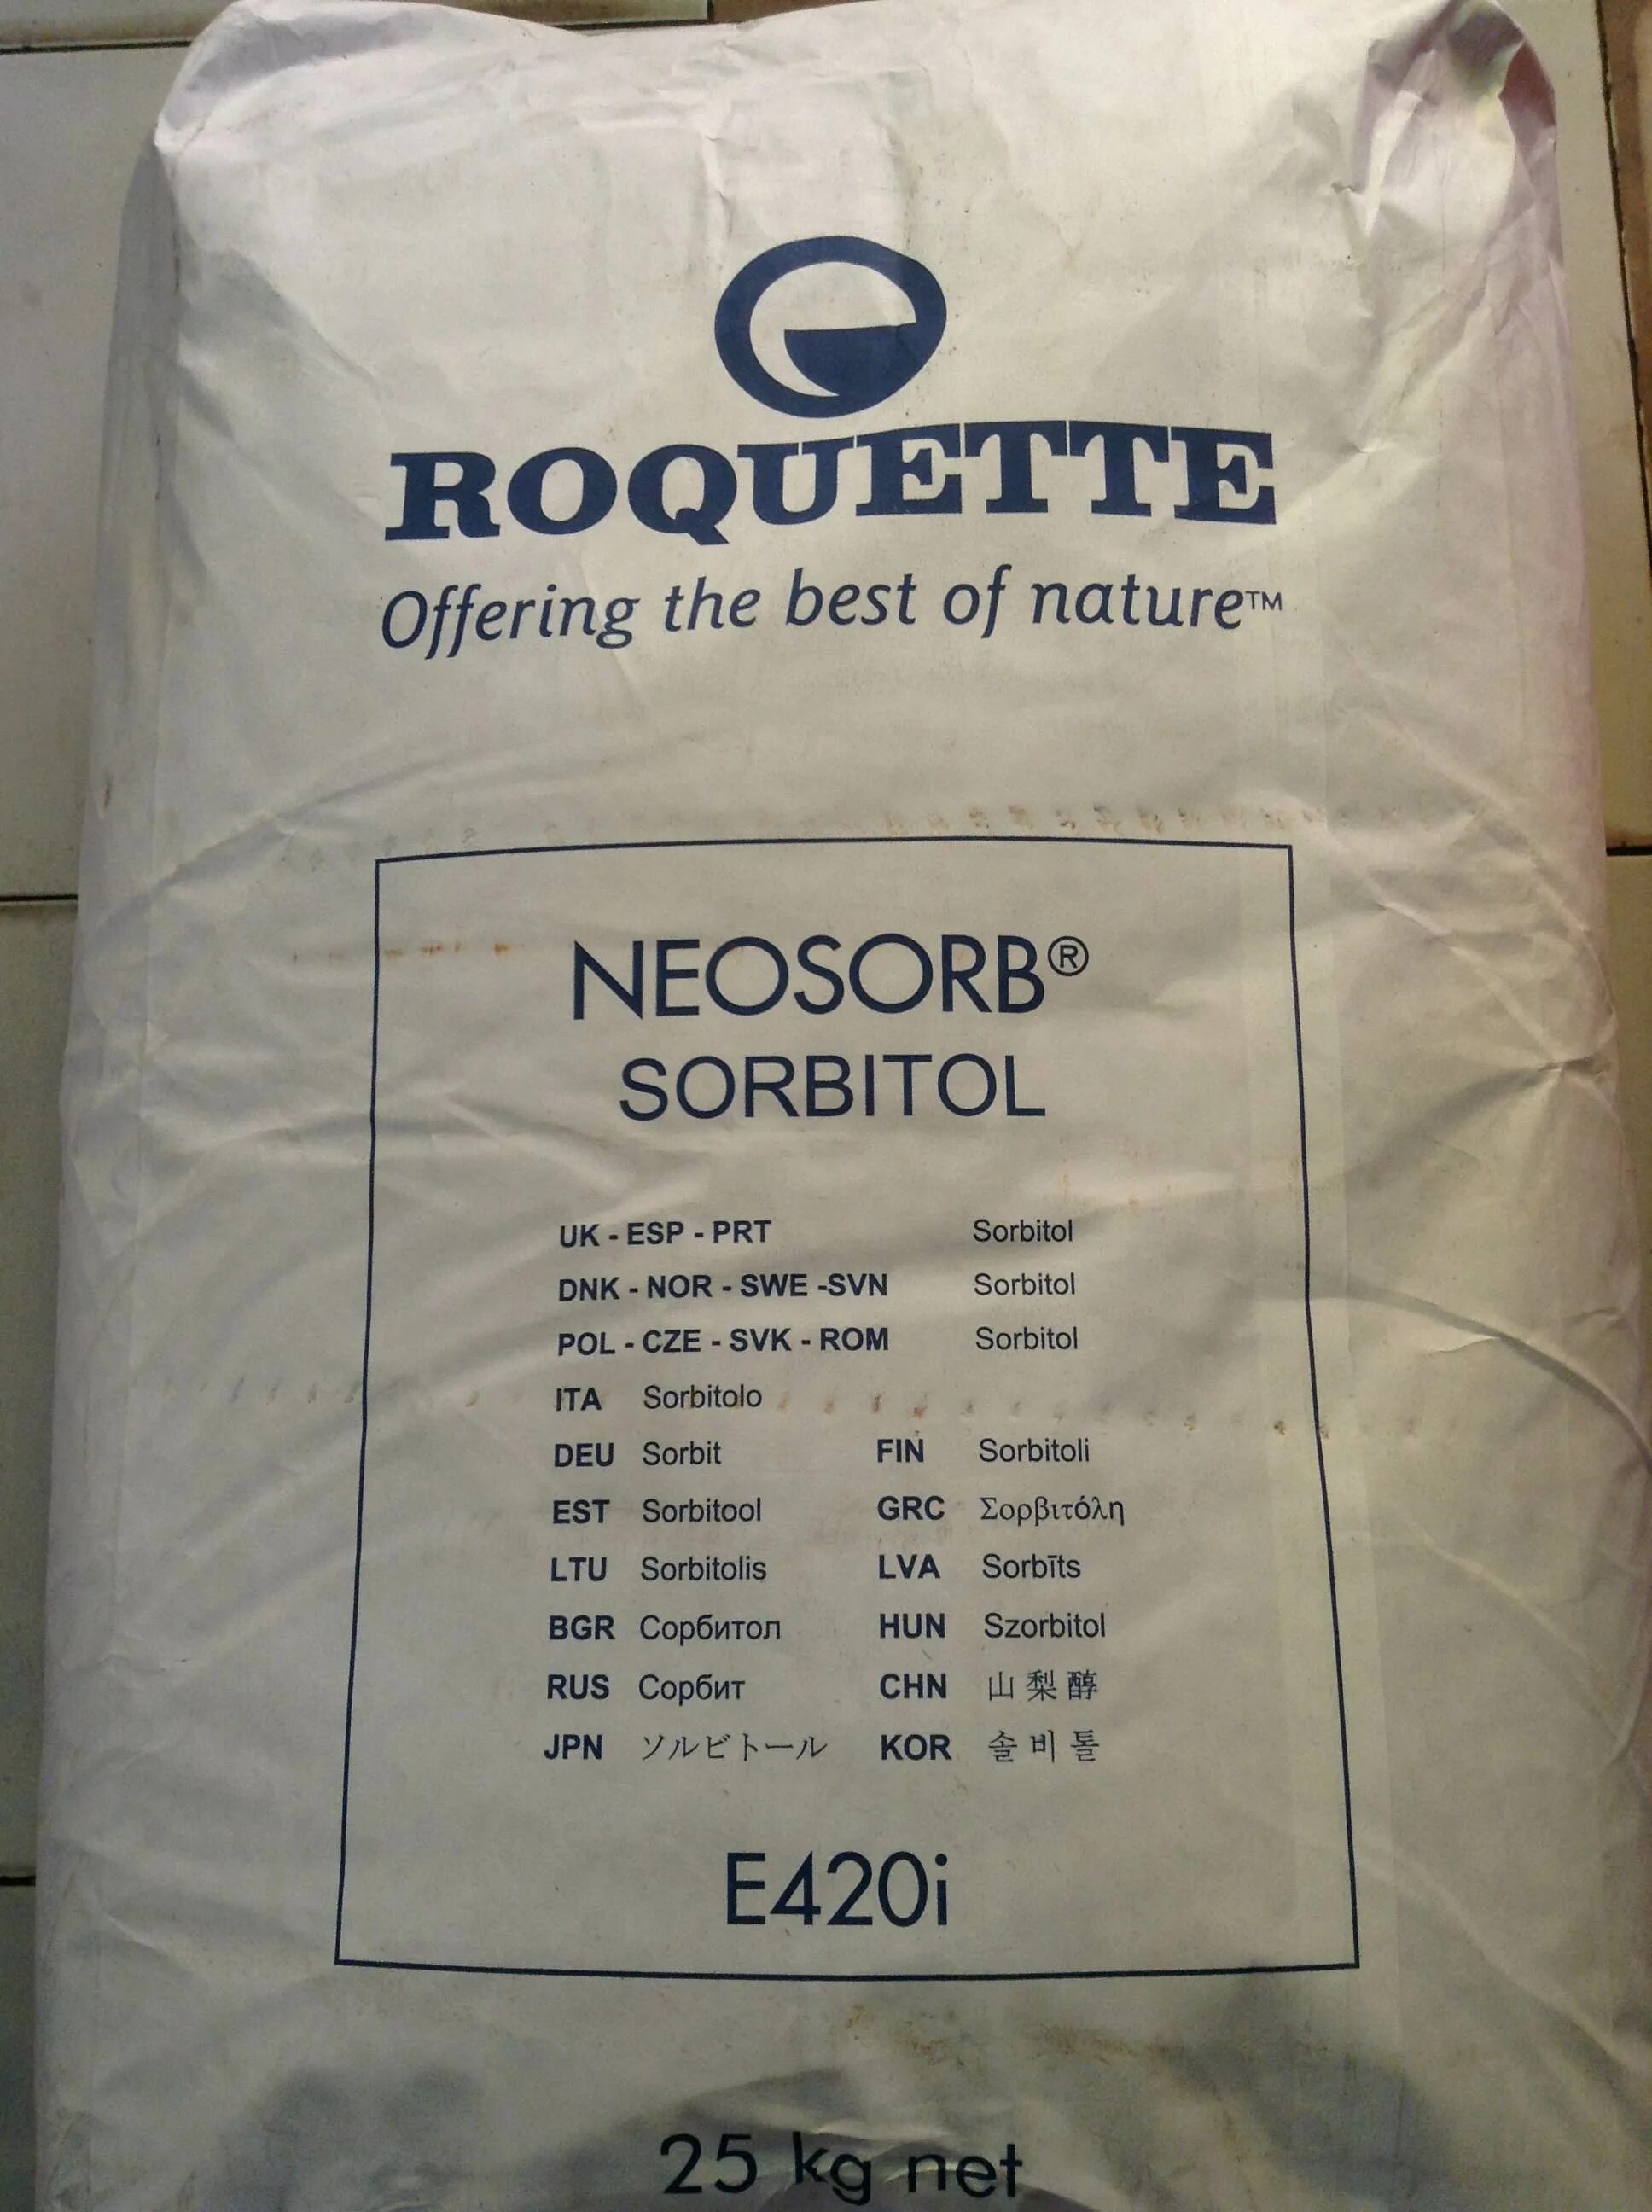 ROQUETTE
Offering the best of nature™
NEOSORB®
SORBITOL
UK - ESP - PRT Sorbitol
DNK - NOR - SWE -SVN Sorbitol
POL - CZE - SVK - ROM Sorbitol
ITA Sorbitolo
DEU Sorbit FIN Sorbitoli
EST Sorbitool GRC Σορβιτόλη
LTU Sorbitolis LVA Sorbīts
BGR Сорбитол HUN Szorbitol
RUS Сорбит CHN 山梨醇
JPN ソルビトール KOR 솔비톨
E420i
25 kg net